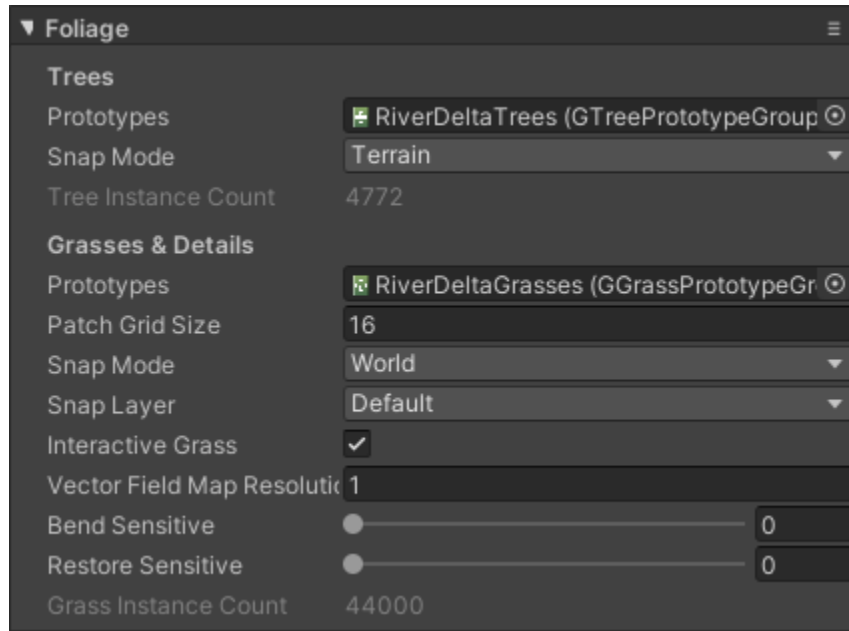 Foliage
Trees
Prototypes RiverDeltaTrees (GTreePrototypeGroup
Snap Mode Terrain
Tree Instance Count 4772
Grasses & Details
Prototypes RiverDeltaGrasses (GGrassPrototypeGr
Patch Grid Size 16
Snap Mode World
Snap Layer Default
Interactive Grass
Vector Field Map Resoluti 1
Bend Sensitive 0
Restore Sensitive 0
Grass Instance Count 44000